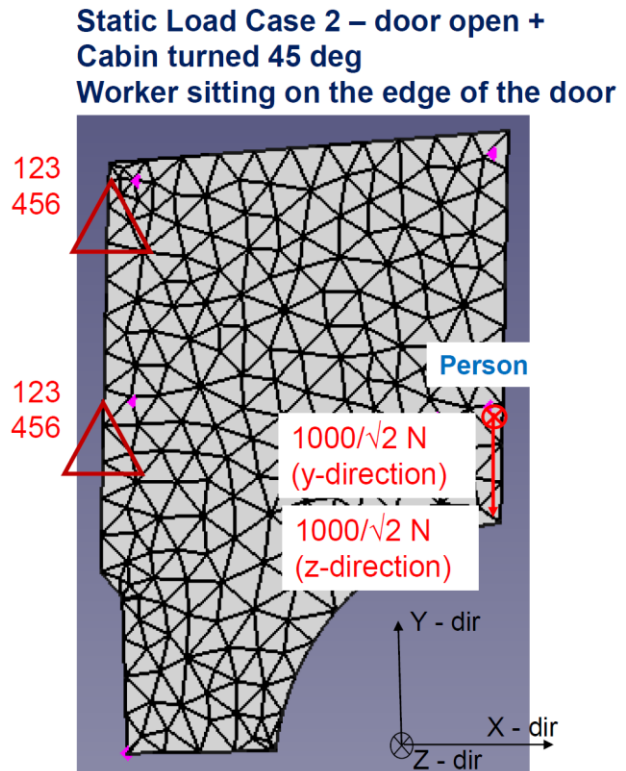 Static Load Case 2 – door open +
Cabin turned 45 deg
Worker sitting on the edge of the door
123
456
Person
123
456
1000/√2 N
(y-direction)
1000/√2 N
(z-direction)
Y - dir
X - dir
Z - dir